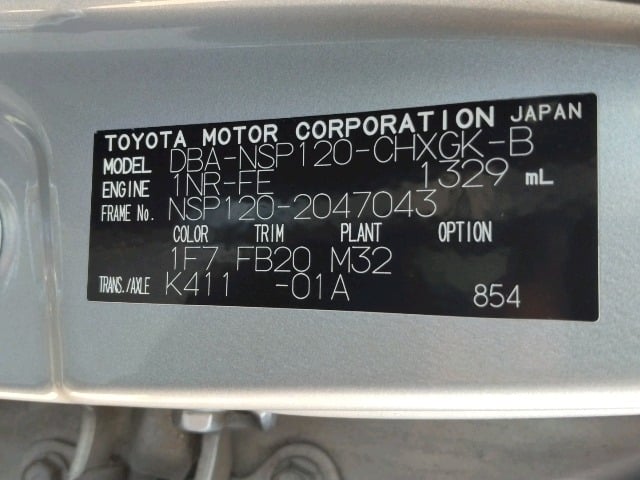 TOYOTA MOTOR CORPORATION JAPAN
MODEL DBA-NSP120-CHXGK-B
ENGINE 1NR-FE 1329 mL
FRAME No. NSP120-2047043
COLOR TRIM PLANT OPTION
1F7 FB20 M32
TRANS./AXLE K411 -01A 854